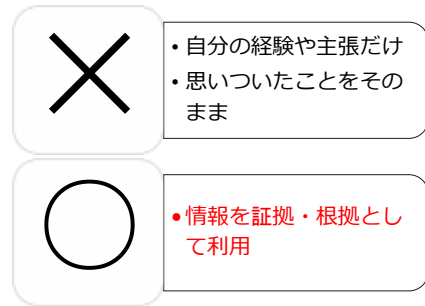 ・自分の経験や主張だけ
・思いついたことをその
まま
・情報を証拠・根拠とし
て利用